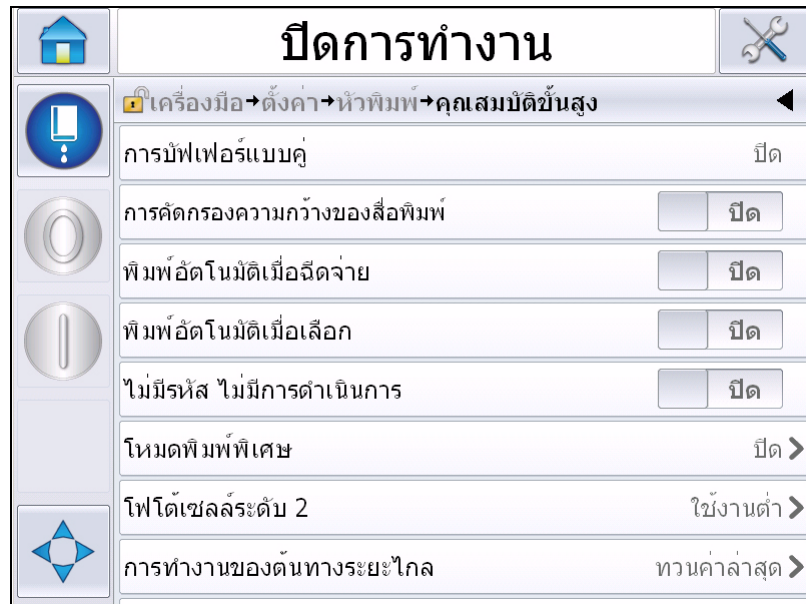 ปิดการทำงาน
เครื่องมือ→ตั้งค่า→หัวพิมพ์→คุณสมบัติขั้นสูง
การบัฟเฟอร์แบบคู่ ปิด
การคัดกรองความกว้างของสื่อพิมพ์ ปิด
พิมพ์อัตโนมัติเมื่อฉีดจ่าย ปิด
พิมพ์อัตโนมัติเมื่อเลือก ปิด
ไม่มีรหัส ไม่มีการดำเนินการ ปิด
โหมดพิมพ์พิเศษ ปิด
โฟโต้เซลล์ระดับ 2 ใช้งานต่ำ
การทำงานของต้นทางระยะไกล ทวนค่าล่าสุด